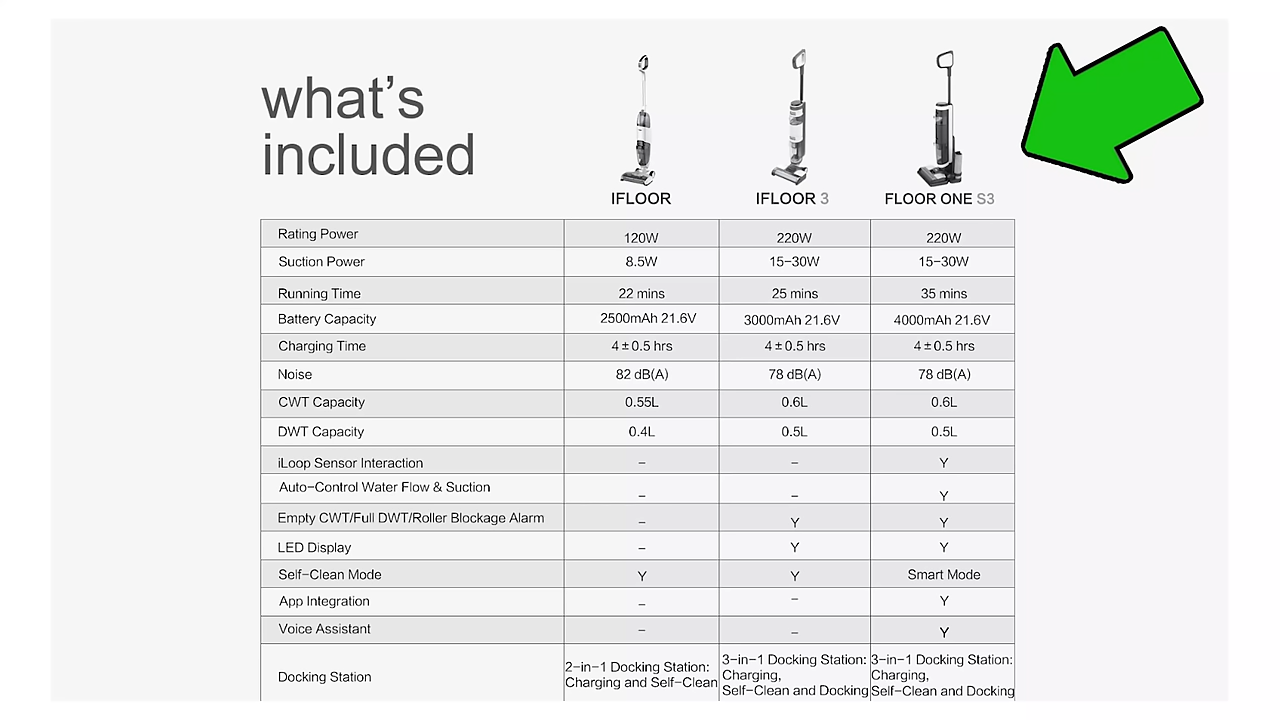 what's
included
IFLOOR IFLOOR 3 FLOOR ONE S3
Rating Power 120W 220W 220W
Suction Power 8.5W 15–30W 15–30W
Running Time 22 mins 25 mins 35 mins
Battery Capacity 2500mAh 21.6V 3000mAh 21.6V 4000mAh 21.6V
Charging Time 4±0.5 hrs 4±0.5 hrs 4±0.5 hrs
Noise 82 dB(A) 78 dB(A) 78 dB(A)
CWT Capacity 0.55L 0.6L 0.6L
DWT Capacity 0.4L 0.5L 0.5L
iLoop Sensor Interaction – – Y
Auto–Control Water Flow & Suction – – Y
Empty CWT/Full DWT/Roller Blockage Alarm – Y Y
LED Display – Y Y
Self–Clean Mode Y Y Smart Mode
App Integration – – Y
Voice Assistant – – Y
Docking Station
2–in–1 Docking Station:
Charging and Self–Clean
3–in–1 Docking Station:
Charging,
Self–Clean and Docking
3–in–1 Docking Station:
Charging,
Self–Clean and Docking